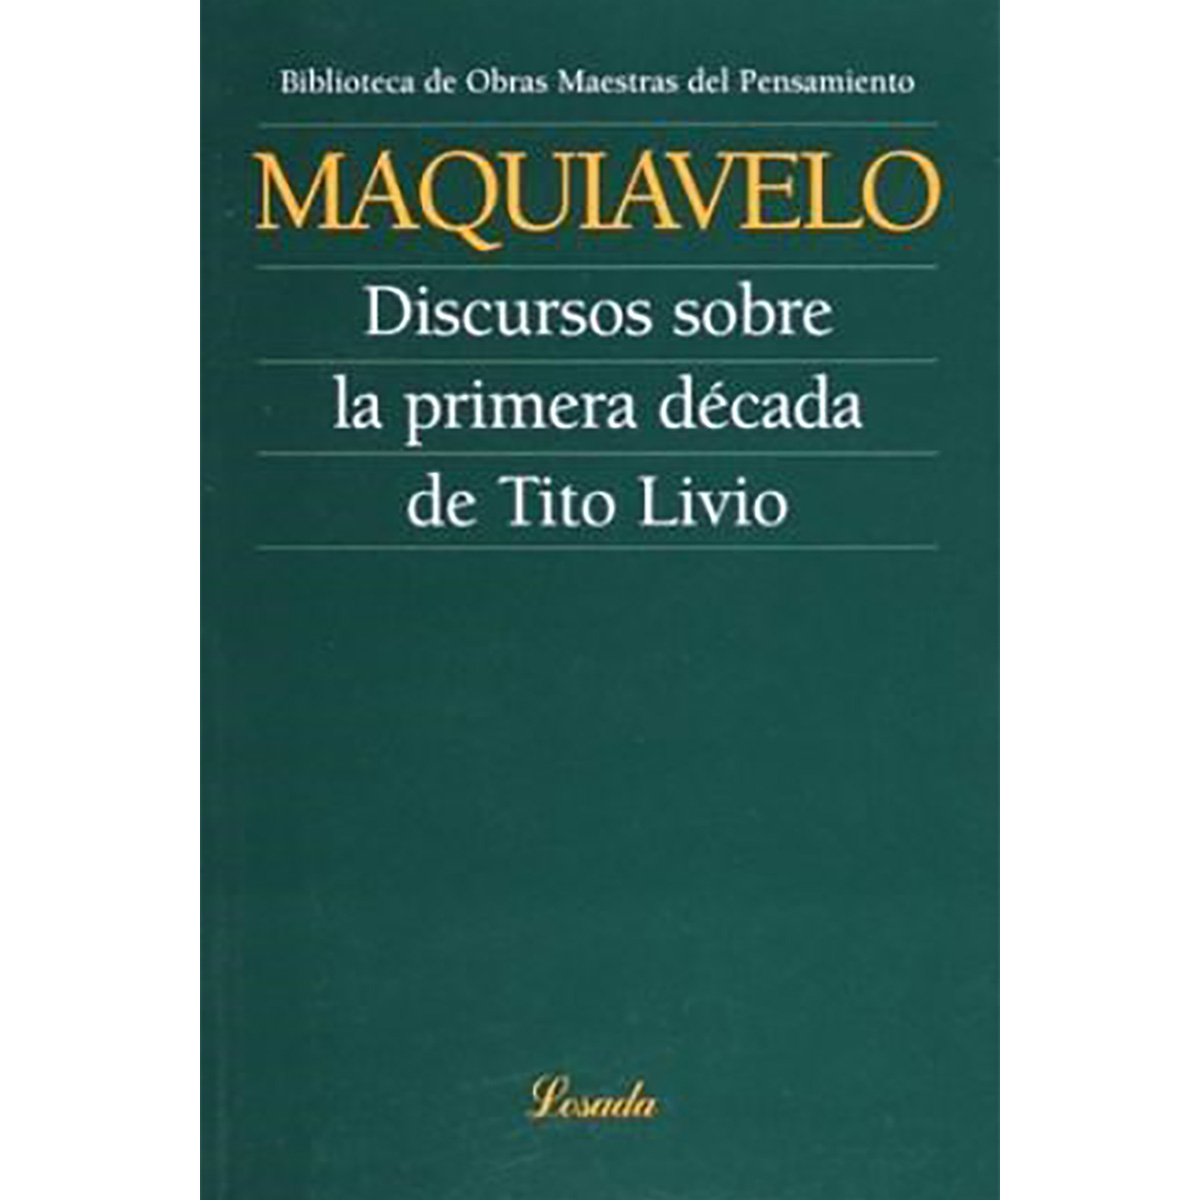 Biblioteca de Obras Maestras del Pensamiento
MAQUIAVELO
Discursos sobre
la primera década
de Tito Livio
Losada